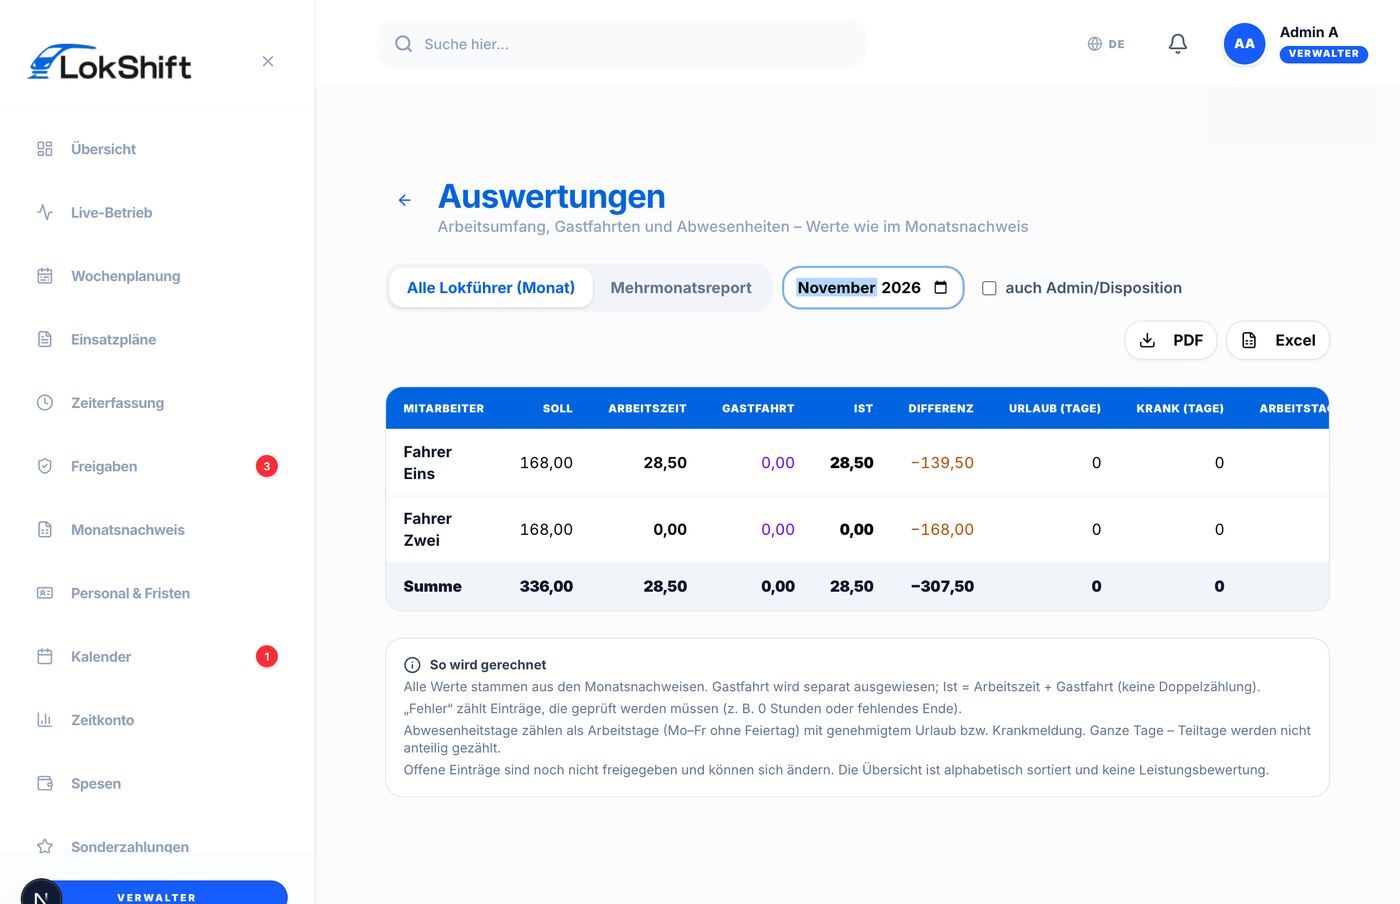 LokShift
Suche hier...
DE
AA
Admin A
VERWALTER
Übersicht
Live-Betrieb
Wochenplanung
Einsatzpläne
Zeiterfassung
Freigaben 3
Monatsnachweis
Personal & Fristen
Kalender 1
Zeitkonto
Spesen
Sonderzahlungen
N VERWALTER
Auswertungen
Arbeitsumfang, Gastfahrten und Abwesenheiten – Werte wie im Monatsnachweis
Alle Lokführer (Monat) Mehrmonatsreport November 2026 auch Admin/Disposition
PDF Excel
MITARBEITER SOLL ARBEITSZEIT GASTFAHRT IST DIFFERENZ URLAUB (TAGE) KRANK (TAGE) ARBEITSTAG
Fahrer
Eins 168,00 28,50 0,00 28,50 −139,50 0 0
Fahrer
Zwei 168,00 0,00 0,00 0,00 −168,00 0 0
Summe 336,00 28,50 0,00 28,50 −307,50 0 0
So wird gerechnet
Alle Werte stammen aus den Monatsnachweisen. Gastfahrt wird separat ausgewiesen; Ist = Arbeitszeit + Gastfahrt (keine Doppelzählung).
„Fehler“ zählt Einträge, die geprüft werden müssen (z. B. 0 Stunden oder fehlendes Ende).
Abwesenheitstage zählen als Arbeitstage (Mo–Fr ohne Feiertag) mit genehmigtem Urlaub bzw. Krankmeldung. Ganze Tage – Teiltage werden nicht
anteilig gezählt.
Offene Einträge sind noch nicht freigegeben und können sich ändern. Die Übersicht ist alphabetisch sortiert und keine Leistungsbewertung.